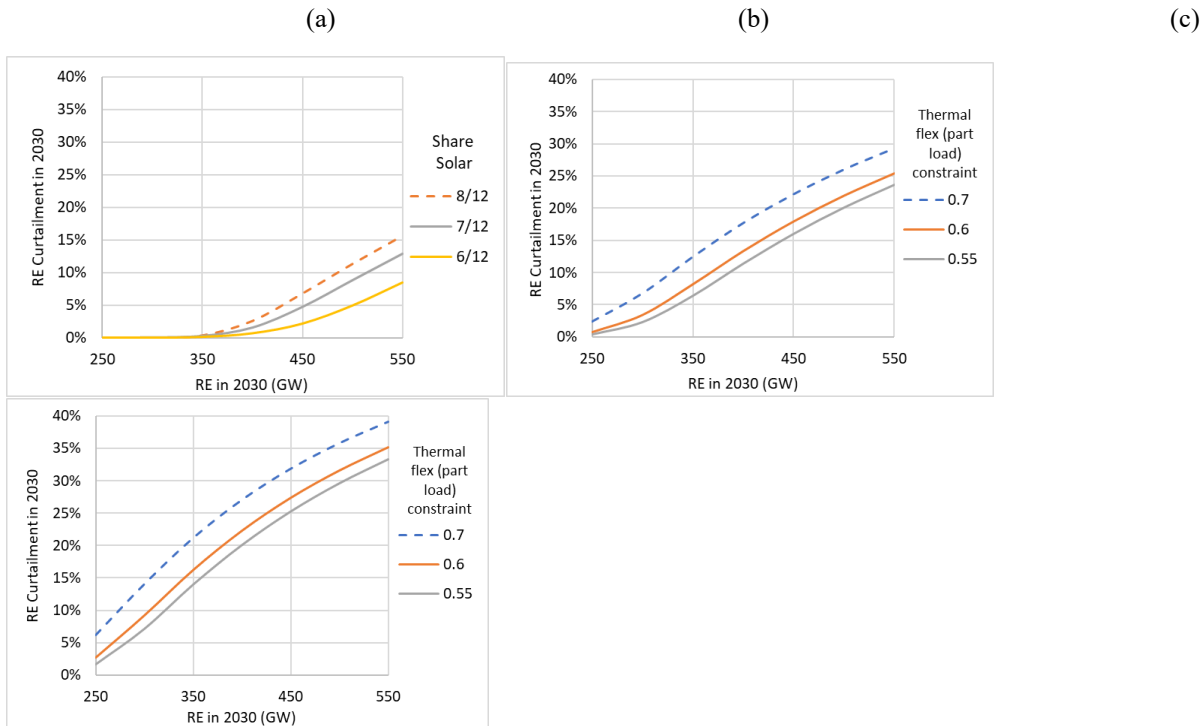 (a) (b) (c)
40%
35%
30%
25%
20%
15%
10%
5%
0%
RE Curtailment in 2030
250 350 450 550
RE in 2030 (GW)
Share
Solar
8/12
7/12
6/12
40%
35%
30%
25%
20%
15%
10%
5%
0%
RE Curtailment in 2030
250 350 450 550
RE in 2030 (GW)
Thermal
flex (part
load)
constraint
0.7
0.6
0.55
40%
35%
30%
25%
20%
15%
10%
5%
0%
RE Curtailment in 2030
250 350 450 550
RE in 2030 (GW)
Thermal
flex (part
load)
constraint
0.7
0.6
0.55